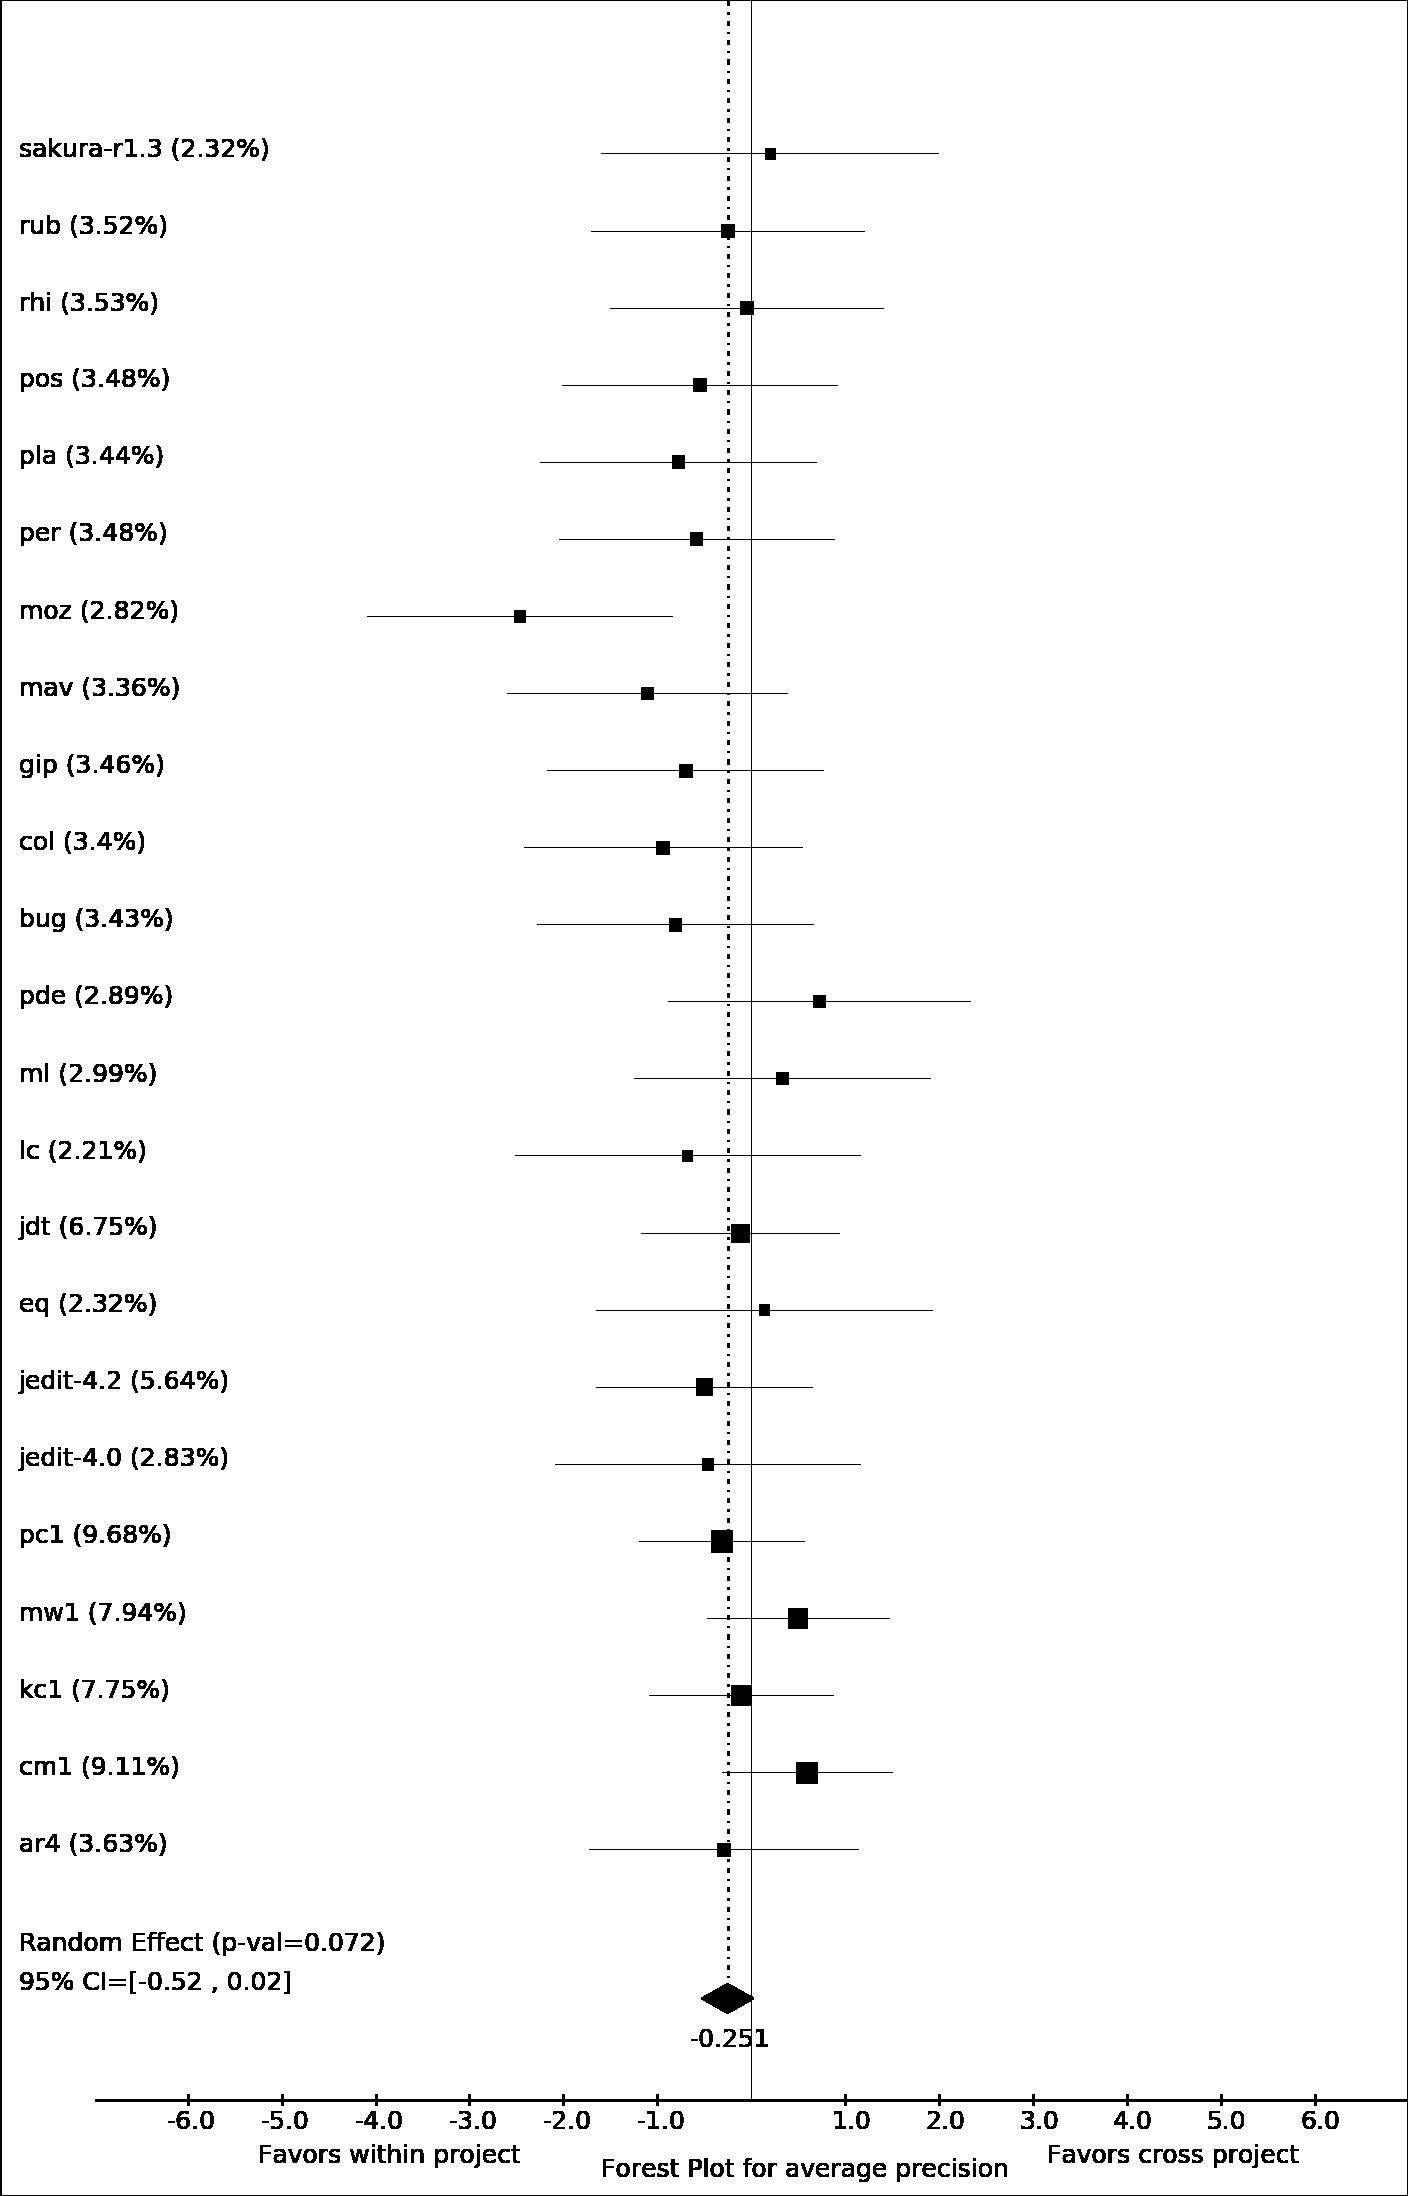 sakura-r1.3 (2.32%)
rub (3.52%)
rhi (3.53%)
pos (3.48%)
pla (3.44%)
per (3.48%)
moz (2.82%)
mav (3.36%)
gip (3.46%)
col (3.4%)
bug (3.43%)
pde (2.89%)
ml (2.99%)
lc (2.21%)
jdt (6.75%)
eq (2.32%)
jedit-4.2 (5.64%)
jedit-4.0 (2.83%)
pc1 (9.68%)
mw1 (7.94%)
kc1 (7.75%)
cm1 (9.11%)
ar4 (3.63%)
Random Effect (p-val=0.072)
95% CI=[-0.52 , 0.02]
-0.251
-6.0 -5.0 -4.0 -3.0 -2.0 -1.0 1.0 2.0 3.0 4.0 5.0 6.0
Favors within project Favors cross project
Forest Plot for average precision